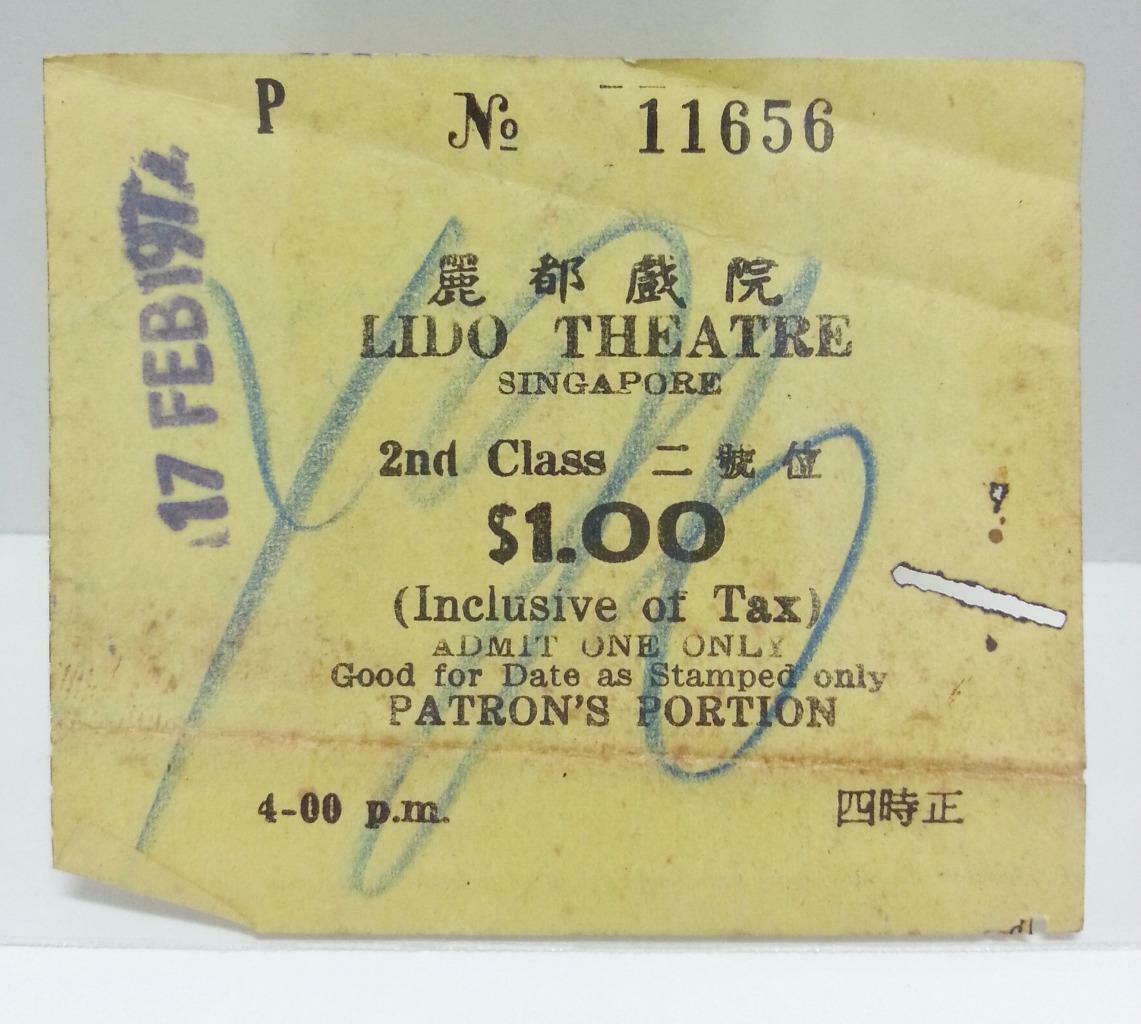 P № 11656
17 FEB 1972
麗都戲院
LIDO THEATRE
SINGAPORE
2nd Class 二號位
$1.00
(Inclusive of Tax)
ADMIT ONE ONLY
Good for Date as Stamped only
PATRON'S PORTION
4-00 p.m. 四時正